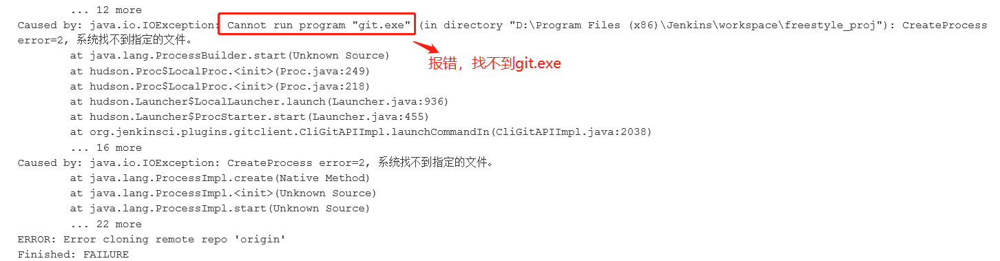 ... 12 more
Caused by: java.io.IOException: Cannot run program "git.exe" (in directory "D:\Program Files (x86)\Jenkins\workspace\freestyle_proj"): CreateProcess
error=2, 系统找不到指定的文件。
at java.lang.ProcessBuilder.start(Unknown Source)
报错，找不到git.exe
at hudson.Proc$LocalProc.<init>(Proc.java:249)
at hudson.Proc$LocalProc.<init>(Proc.java:218)
at hudson.Launcher$LocalLauncher.launch(Launcher.java:936)
at hudson.Launcher$ProcStarter.start(Launcher.java:455)
at org.jenkinsci.plugins.gitclient.CliGitAPIImpl.launchCommandIn(CliGitAPIImpl.java:2038)
... 16 more
Caused by: java.io.IOException: CreateProcess error=2, 系统找不到指定的文件。
at java.lang.ProcessImpl.create(Native Method)
at java.lang.ProcessImpl.<init>(Unknown Source)
at java.lang.ProcessImpl.start(Unknown Source)
... 22 more
ERROR: Error cloning remote repo 'origin'
Finished: FAILURE